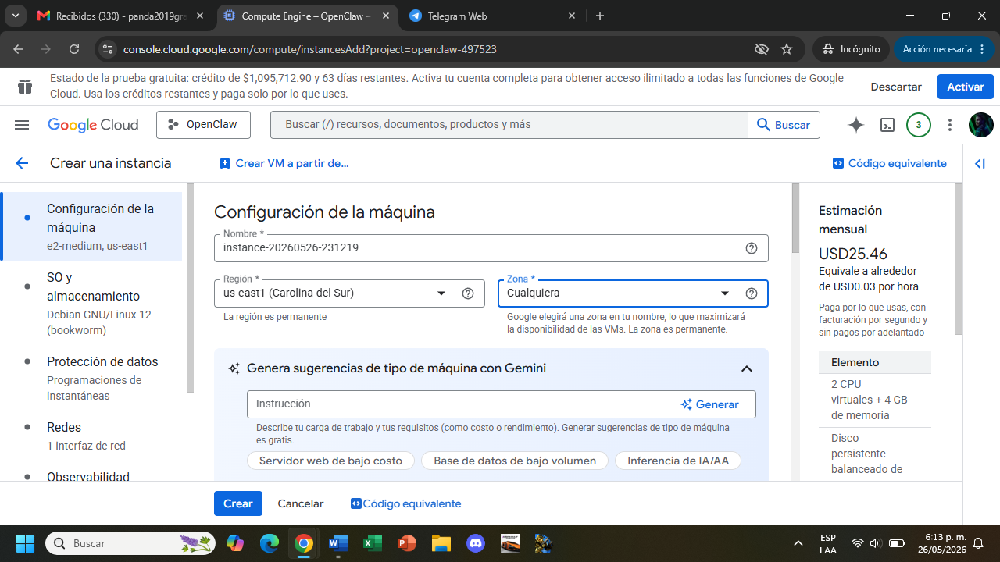 Recibidos (330) - panda2019gra
Compute Engine – OpenClaw –
Telegram Web
console.cloud.google.com/compute/instancesAdd?project=openclaw-497523
Incógnito
Acción necesaria
Estado de la prueba gratuita: crédito de $1,095,712.90 y 63 días restantes. Activa tu cuenta completa para obtener acceso ilimitado a todas las funciones de Google
Cloud. Usa los créditos restantes y paga solo por lo que uses.
Descartar
Activar
Google Cloud
OpenClaw
Buscar (/) recursos, documentos, productos y más
Buscar
3
Crear una instancia
Crear VM a partir de...
Código equivalente
Configuración de la
máquina
e2-medium, us-east1
SO y
almacenamiento
Debian GNU/Linux 12
(bookworm)
Protección de datos
Programaciones de
instantáneas
Redes
1 interfaz de red
Observabilidad
Configuración de la máquina
Nombre *
instance-20260526-231219
Región *
us-east1 (Carolina del Sur)
La región es permanente
Zona *
Cualquiera
Google elegirá una zona en tu nombre, lo que maximizará
la disponibilidad de las VMs. La zona es permanente.
Genera sugerencias de tipo de máquina con Gemini
Instrucción
Generar
Describe tu carga de trabajo y tus requisitos (como costo o rendimiento). Generar sugerencias de tipo de máquina
es gratis.
Servidor web de bajo costo
Base de datos de bajo volumen
Inferencia de IA/AA
Estimación
mensual
USD25.46
Equivale a alrededor
de USD0.03 por hora
Paga por lo que usas, con
facturación por segundo y
sin pagos por adelantado
Elemento
2 CPU
virtuales + 4 GB
de memoria
Disco
persistente
balanceado de
Crear
Cancelar
Código equivalente
Buscar
ESP
LAA
6:13 p. m.
26/05/2026